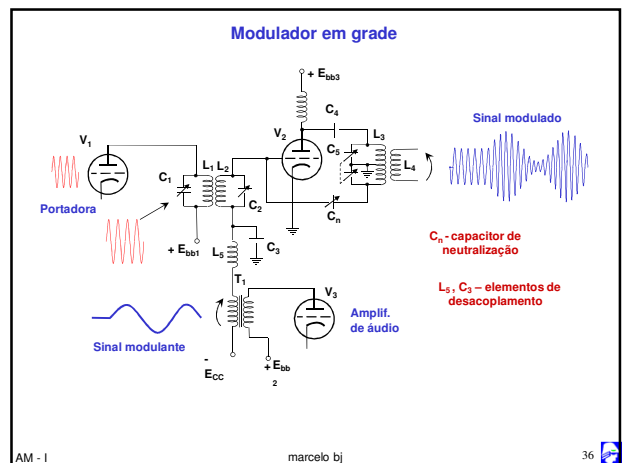 Modulador em grade
+ Ebb3
C4
Sinal modulado
V1
V2
L3
C5
L1 L2
L4
C1
C2
Portadora
Cn
Cn - capacitor de
neutralização
+ Ebb1
C3
L5
L5 , C3 – elementos de
desacoplamento
T1
V3
Amplif.
de áudio
Sinal modulante
-
ECC
+ Ebb
2
AM - I
marcelo bj
36